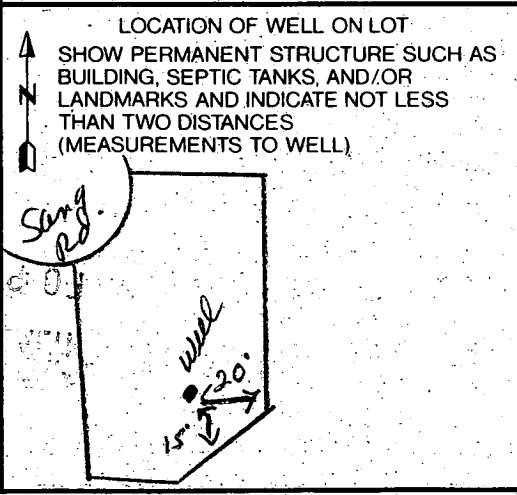 LOCATION OF WELL ON LOT
SHOW PERMANENT STRUCTURE SUCH AS
BUILDING, SEPTIC TANKS, AND/OR
LANDMARKS AND INDICATE NOT LESS
THAN TWO DISTANCES
(MEASUREMENTS TO WELL)
N
Sang
Rd.
Well
20'
15'